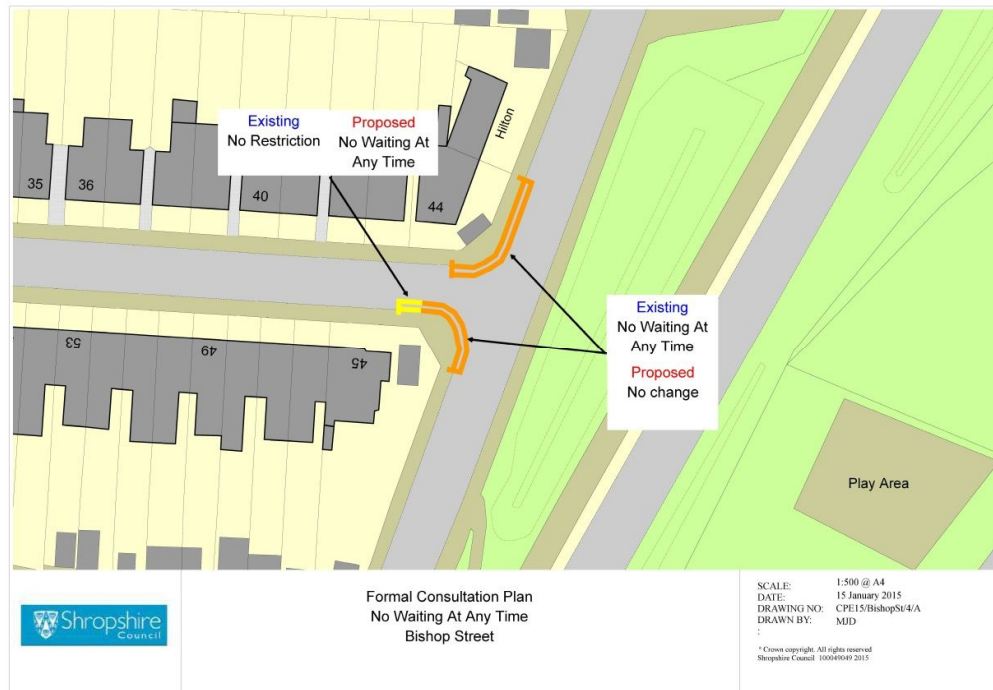 Existing
No Restriction
Proposed
No Waiting At
Any Time
Hilton
35
36
40
44
53
49
45
Existing
No Waiting At
Any Time
Proposed
No change
Play Area
Shropshire
Council
Formal Consultation Plan
No Waiting At Any Time
Bishop Street
SCALE: 1:500 @ A4
DATE: 15 January 2015
DRAWING NO: CPE15/BishopSt/4/A
DRAWN BY: MJD
:
° Crown copyright. All rights reserved
Shropshire Council 100049049 2015